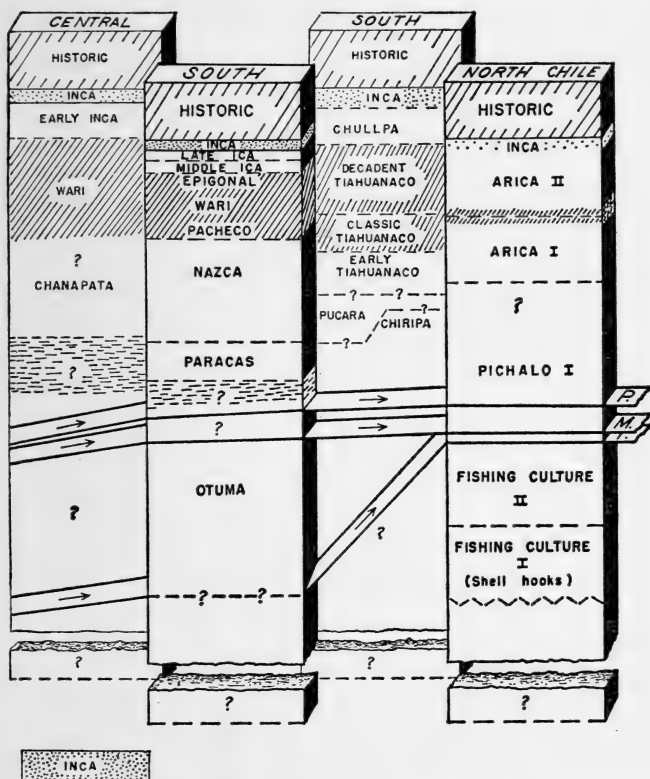 CENTRAL
HISTORIC
INCA
EARLY INCA
WARI
?
CHANAPATA
?
?
?
SOUTH
HISTORIC
INCA
LATE ICA
MIDDLE ICA
EPIGONAL
WARI
PACHECO
NAZCA
PARACAS
?
?
OTUMA
? ?
?
SOUTH
HISTORIC
INCA
CHULLPA
DECADENT
TIAHUANACO
CLASSIC
TIAHUANACO
EARLY
TIAHUANACO
? ?
PUCARA
CHIRIPA
?
?
?
NORTH CHILE
HISTORIC
INCA
ARICA II
ARICA I
?
PICHALO I
P.
M.
FISHING CULTURE
II
FISHING CULTURE
I
(Shell hooks)
?
INCA